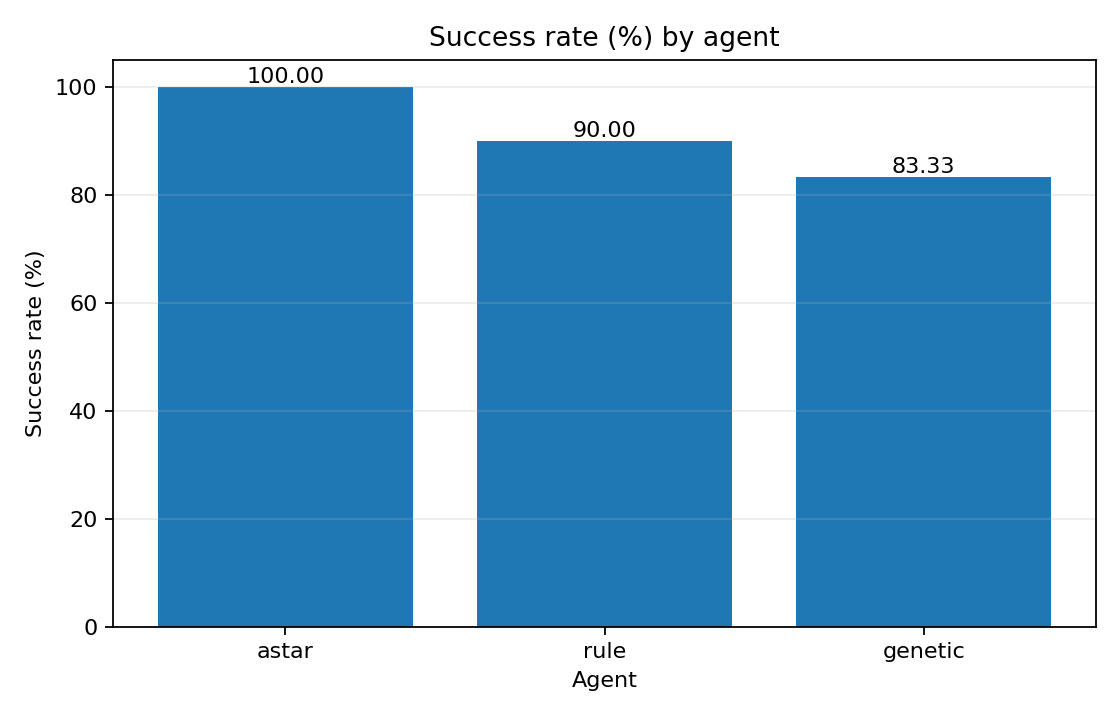 Success rate (%) by agent
100.00
90.00
83.33
100
80
60
40
20
0
Success rate (%)
astar rule genetic
Agent